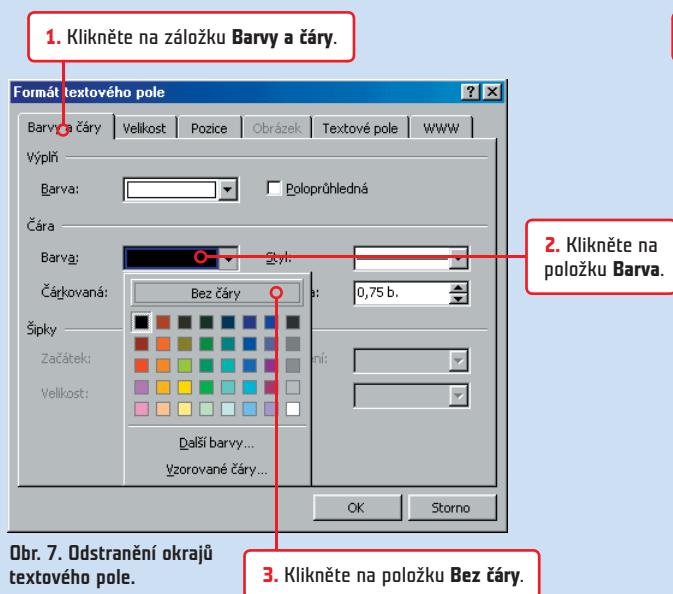 1. Klikněte na záložku Barvy a čáry.
Formát textového pole
Barvy a čáry Velikost Pozice Obrázek Textové pole WWW
Výplň
Barva: Poloprůhledná
Čára
Barva: Styl:
2. Klikněte na
položku Barva.
Čárkovaná: 0,75 b.
Bez čáry
Šipky
Začátek:
Velikost:
Další barvy...
Vzorované čáry...
OK Storno
Obr. 7. Odstranění okrajů
textového pole.
3. Klikněte na položku Bez čáry.